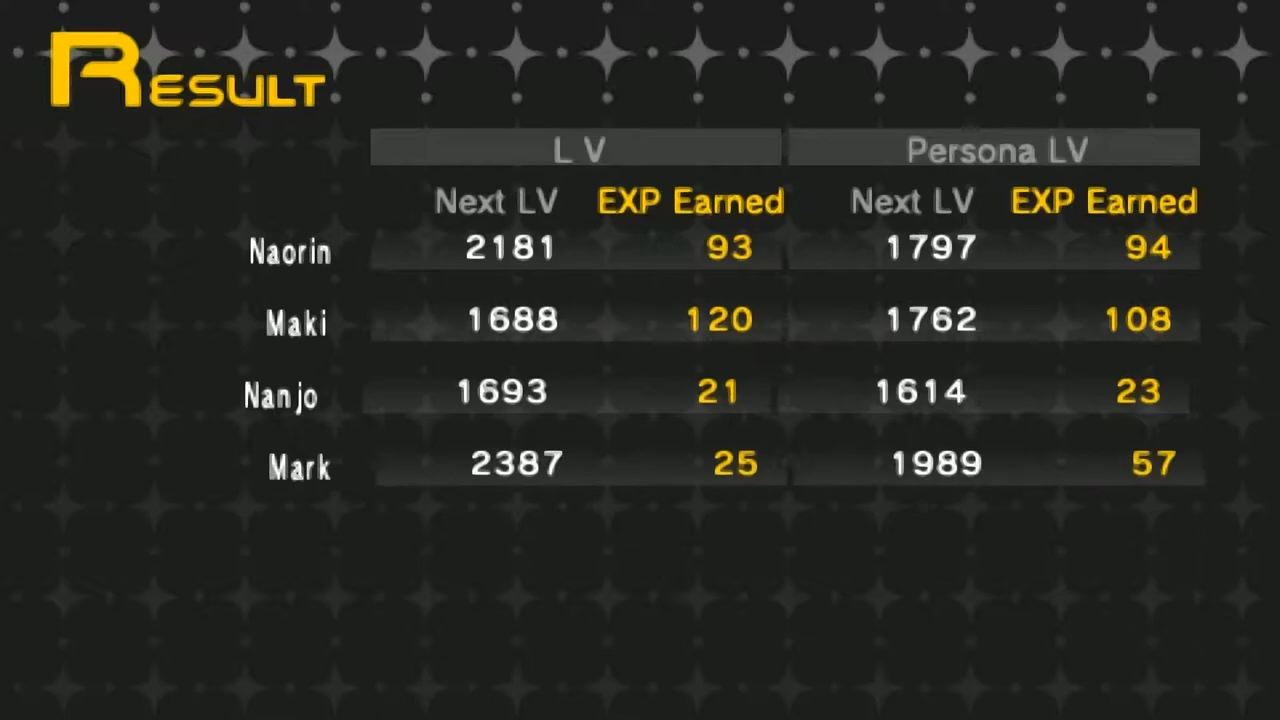 Result
LV Persona LV
Next LV EXP Earned Next LV EXP Earned
Naorin 2181 93 1797 94
Maki 1688 120 1762 108
Nanjo 1693 21 1614 23
Mark 2387 25 1989 57